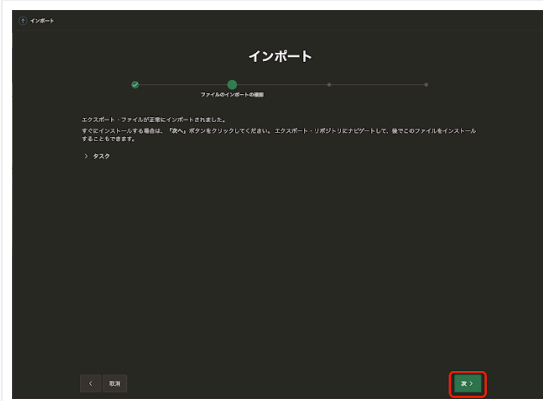 インポート
インポート
ファイルのインポートの確認
エクスポート・ファイルが正常にインポートされました。
すぐにインストールする場合は、「次へ」ボタンをクリックしてください。エクスポート・リポジトリにナビゲートして、後でこのファイルをインストール
することもできます。
> タスク
< 取消
次 >